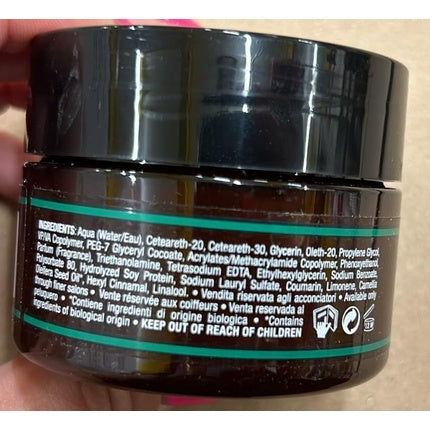 INGREDIENTS: Aqua (Water/Eau), Ceteareth-20, Ceteareth-30, Glycerin, Oleth-20, Propylene Glycol,
VP/VA Copolymer, PEG-7 Glyceryl Cocoate, Acrylates/Methacrylamide Copolymer, Phenoxyethanol,
Parfum (Fragrance), Triethanolamine, Tetrasodium EDTA, Ethylhexylglycerin, Sodium Benzoate,
Polysorbate 80, Hydrolyzed Soy Protein, Sodium Lauryl Sulfate, Coumarin, Limonene, Camellia
Oleifera Seed Oil*, Hexyl Cinnamal, Linalool. • Vendita riservata agli acconciatori • Available only
through finer salons • Vente réservée aux coiffeurs • Venta reservada al
peluquero • *Contiene ingredienti di origine biologica • *Contains
ingredients of biological origin • KEEP OUT OF REACH OF CHILDREN